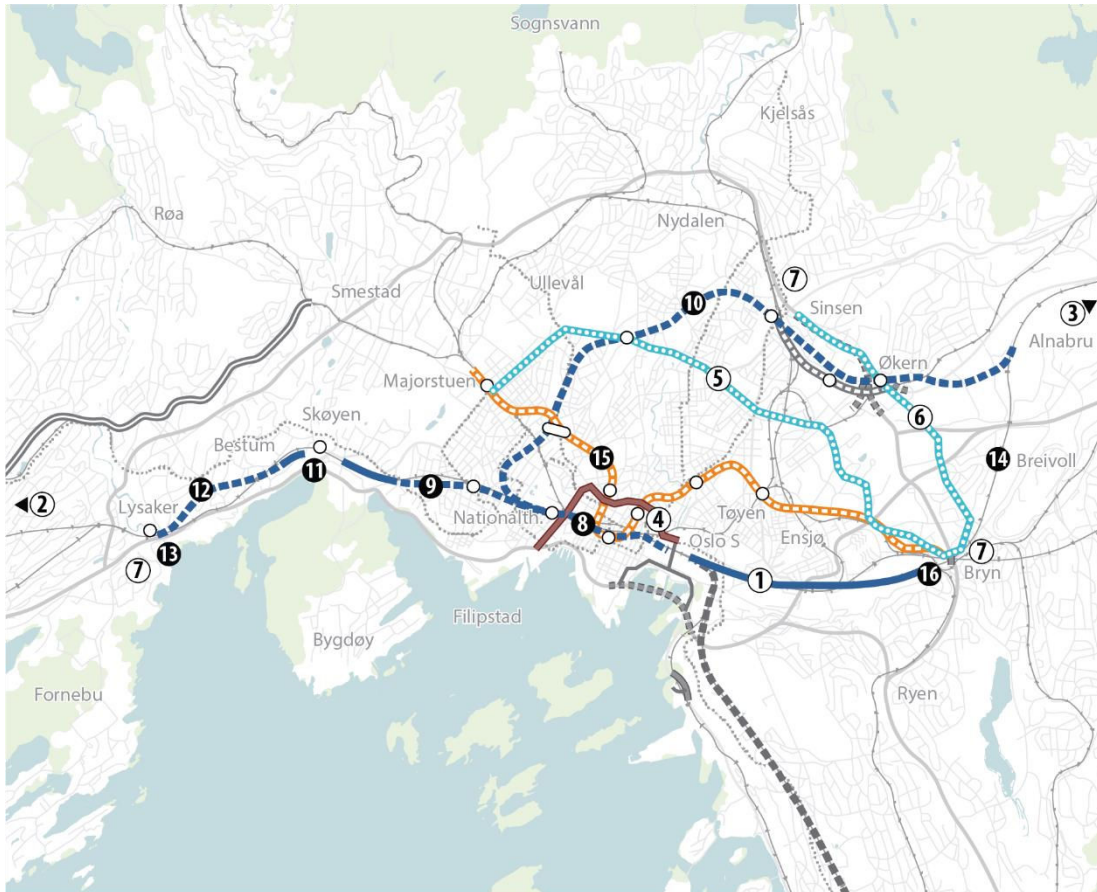 Sognsvann
Kjelsås
Røa
Nydalen
7
Ullevål
10
Smestad
Sinsen
3
Alnabru
Økern
Majorstuen
5
6
Skøyen
15
14
Breivoll
Bestum
11
9
12
2
Lysaker
Nationalth.
8
4
Tøyen
Oslo S
Ensjø
13
7
7
1
16
Bryn
Filipstad
Bygdøy
Fornebu
Ryen